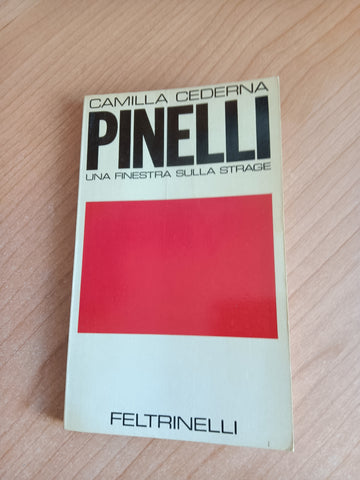 CAMILLA CEDERNA
PINELLI
UNA FINESTRA SULLA STRAGE
FELTRINELLI